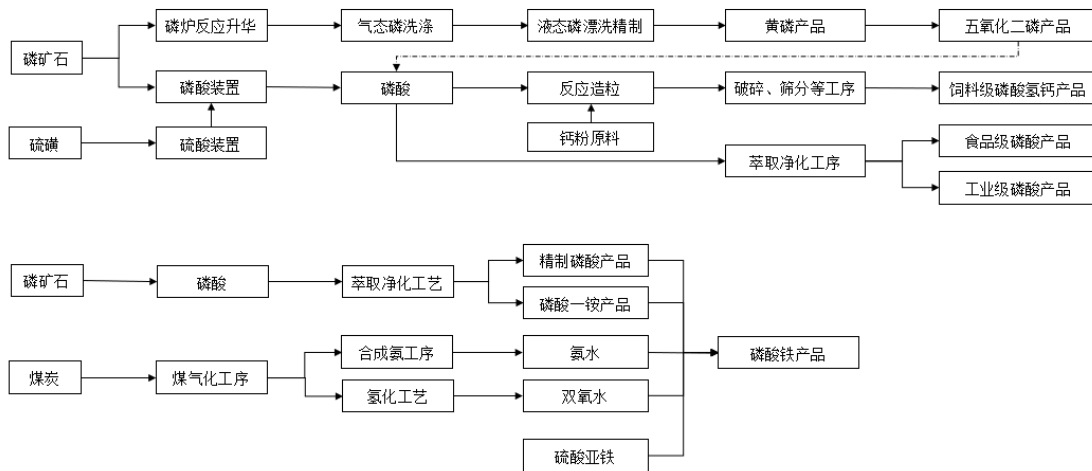 磷炉反应升华
气态磷洗涤
液态磷漂洗精制
黄磷产品
五氧化二磷产品
磷矿石
磷酸装置
磷酸
反应造粒
破碎、筛分等工序
饲料级磷酸氢钙产品
硫磺
硫酸装置
钙粉原料
食品级磷酸产品
萃取净化工序
工业级磷酸产品
精制磷酸产品
磷矿石
磷酸
萃取净化工艺
磷酸一铵产品
合成氨工序
氨水
磷酸铁产品
煤炭
煤气化工序
氢化工艺
双氧水
硫酸亚铁